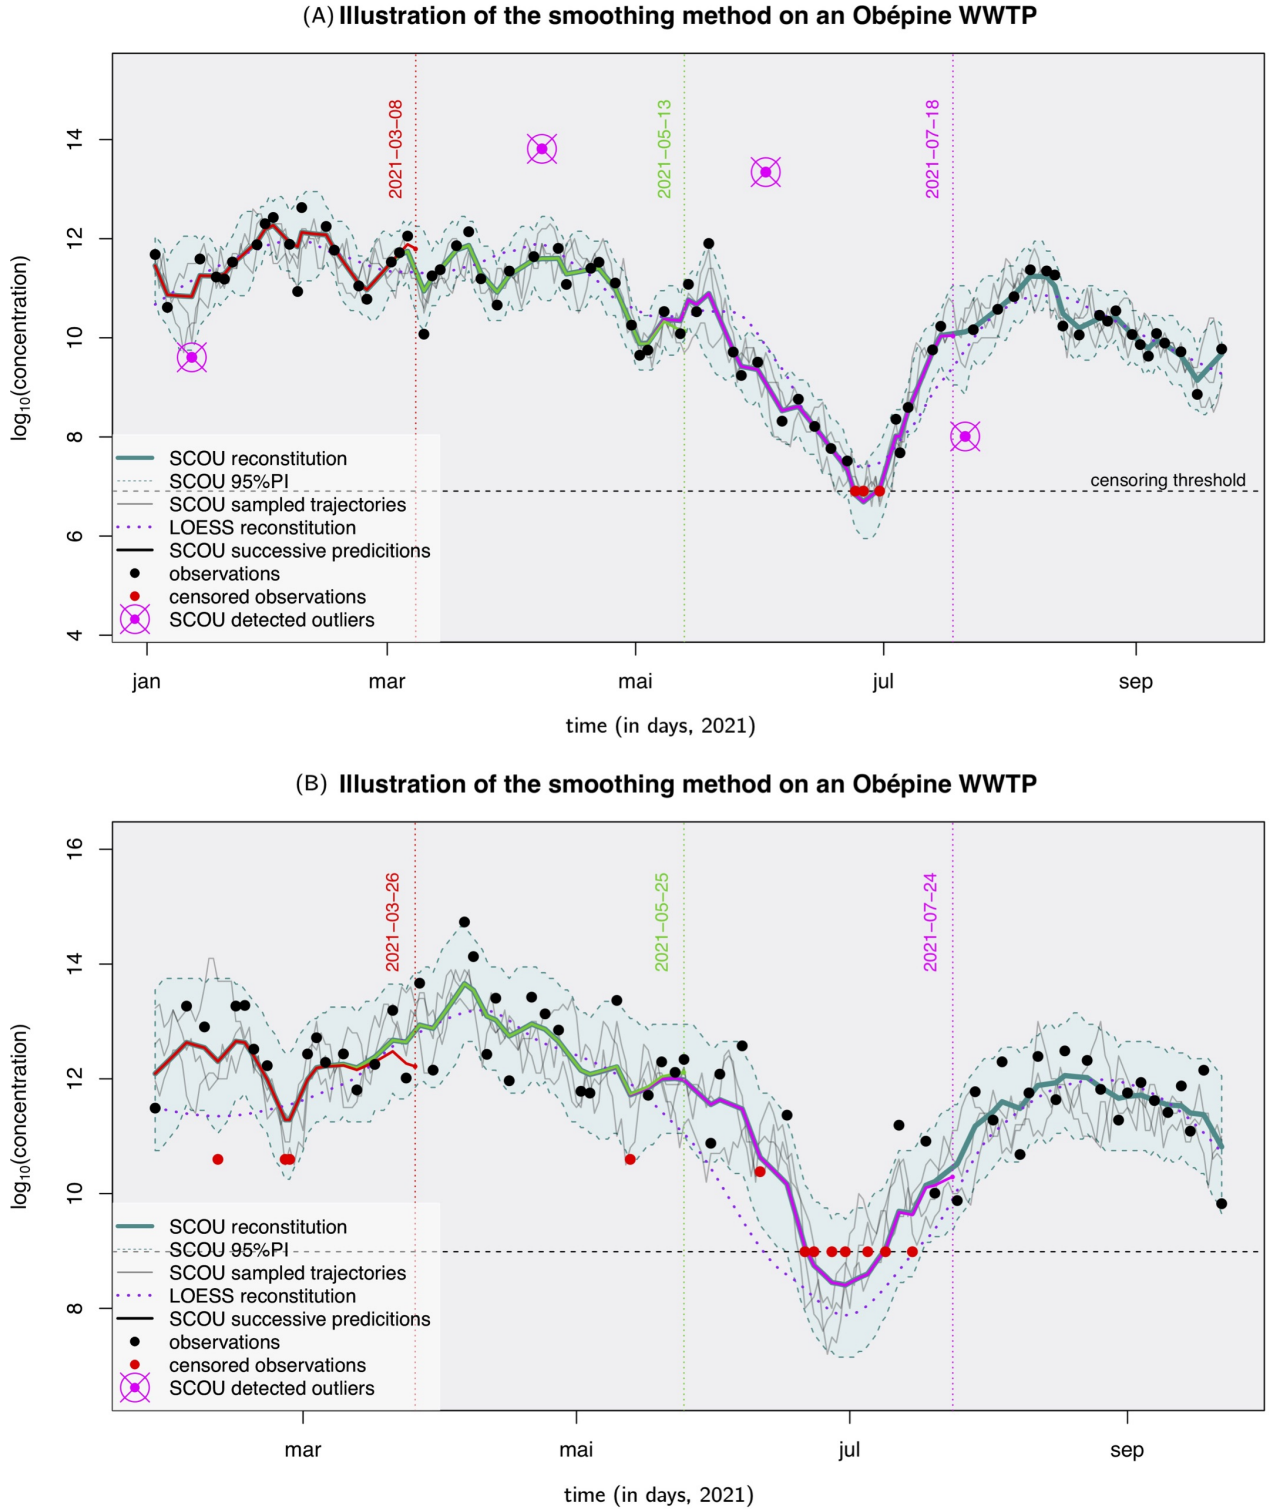 (A) Illustration of the smoothing method on an Obépine WWTP
log10(concentration)
14
12
10
8
6
4
2021−03−08
2021−05−13
2021−07−18
censoring threshold
SCOU reconstitution
SCOU 95%PI
SCOU sampled trajectories
LOESS reconstitution
SCOU successive predicitions
observations
censored observations
SCOU detected outliers
jan mar mai jul sep
time (in days, 2021)
(B) Illustration of the smoothing method on an Obépine WWTP
log10(concentration)
16
14
12
10
8
2021−03−26
2021−05−25
2021−07−24
SCOU reconstitution
SCOU 95%PI
SCOU sampled trajectories
LOESS reconstitution
SCOU successive predicitions
observations
censored observations
SCOU detected outliers
mar mai jul sep
time (in days, 2021)